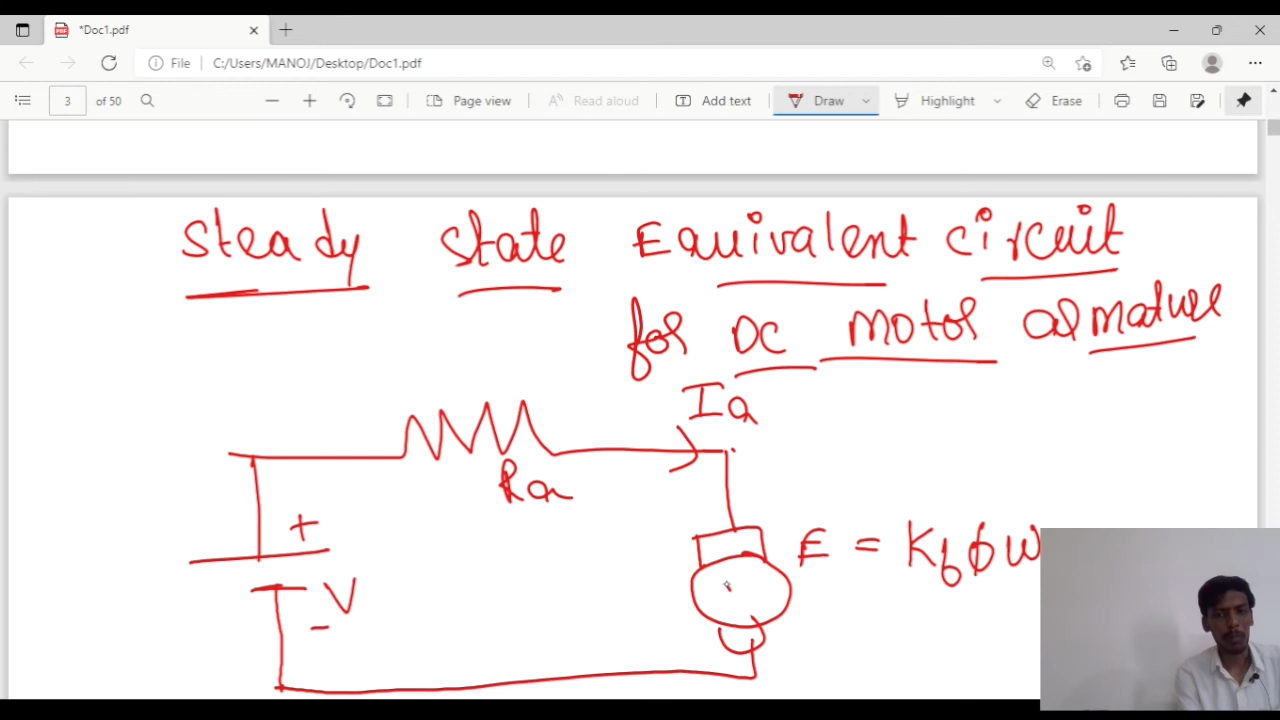 *Doc1.pdf
File C:/Users/MANOJ/Desktop/Doc1.pdf
3 of 50 Page view Read aloud Add text Draw Highlight Erase
Steady State Equivalent circuit
for DC motor armature
Ia
Ra
+
E = Kb φ ω
V
-